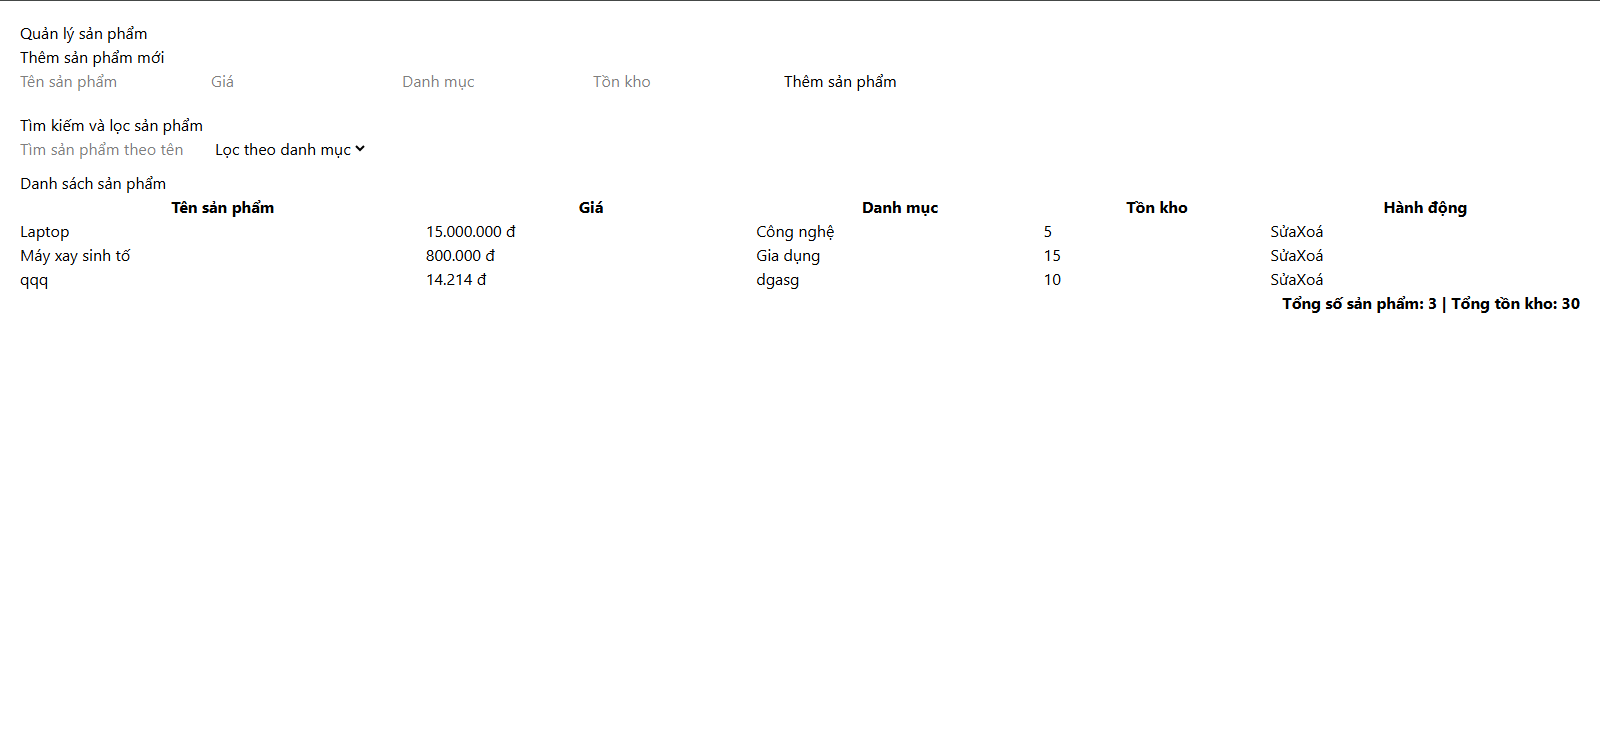 Quản lý sản phẩm
Thêm sản phẩm mới
Tên sản phẩm Giá Danh mục Tồn kho Thêm sản phẩm
Tìm kiếm và lọc sản phẩm
Tìm sản phẩm theo tên Lọc theo danh mục
Danh sách sản phẩm
Tên sản phẩm Giá Danh mục Tồn kho Hành động
Laptop 15.000.000 đ Công nghệ 5 SửaXoá
Máy xay sinh tố 800.000 đ Gia dụng 15 SửaXoá
qqq 14.214 đ dgasg 10 SửaXoá
Tổng số sản phẩm: 3 | Tổng tồn kho: 30